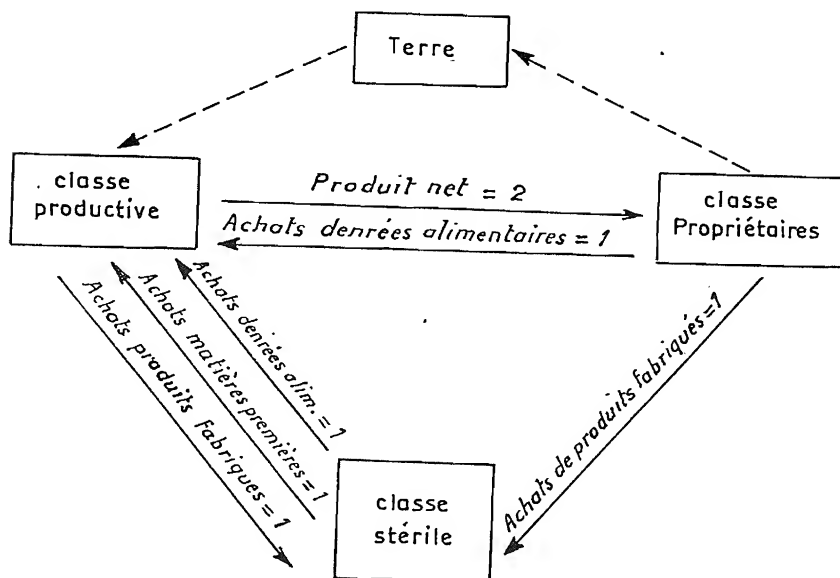 Terre
classe
productive
Produit net = 2
Achats denrées alimentaires = 1
classe
Propriétaires
Achats denrées alim. = 1
Achats matières premières = 1
Achats produits fabriques = 1
Achats de produits fabriqués = 1
classe
stérile